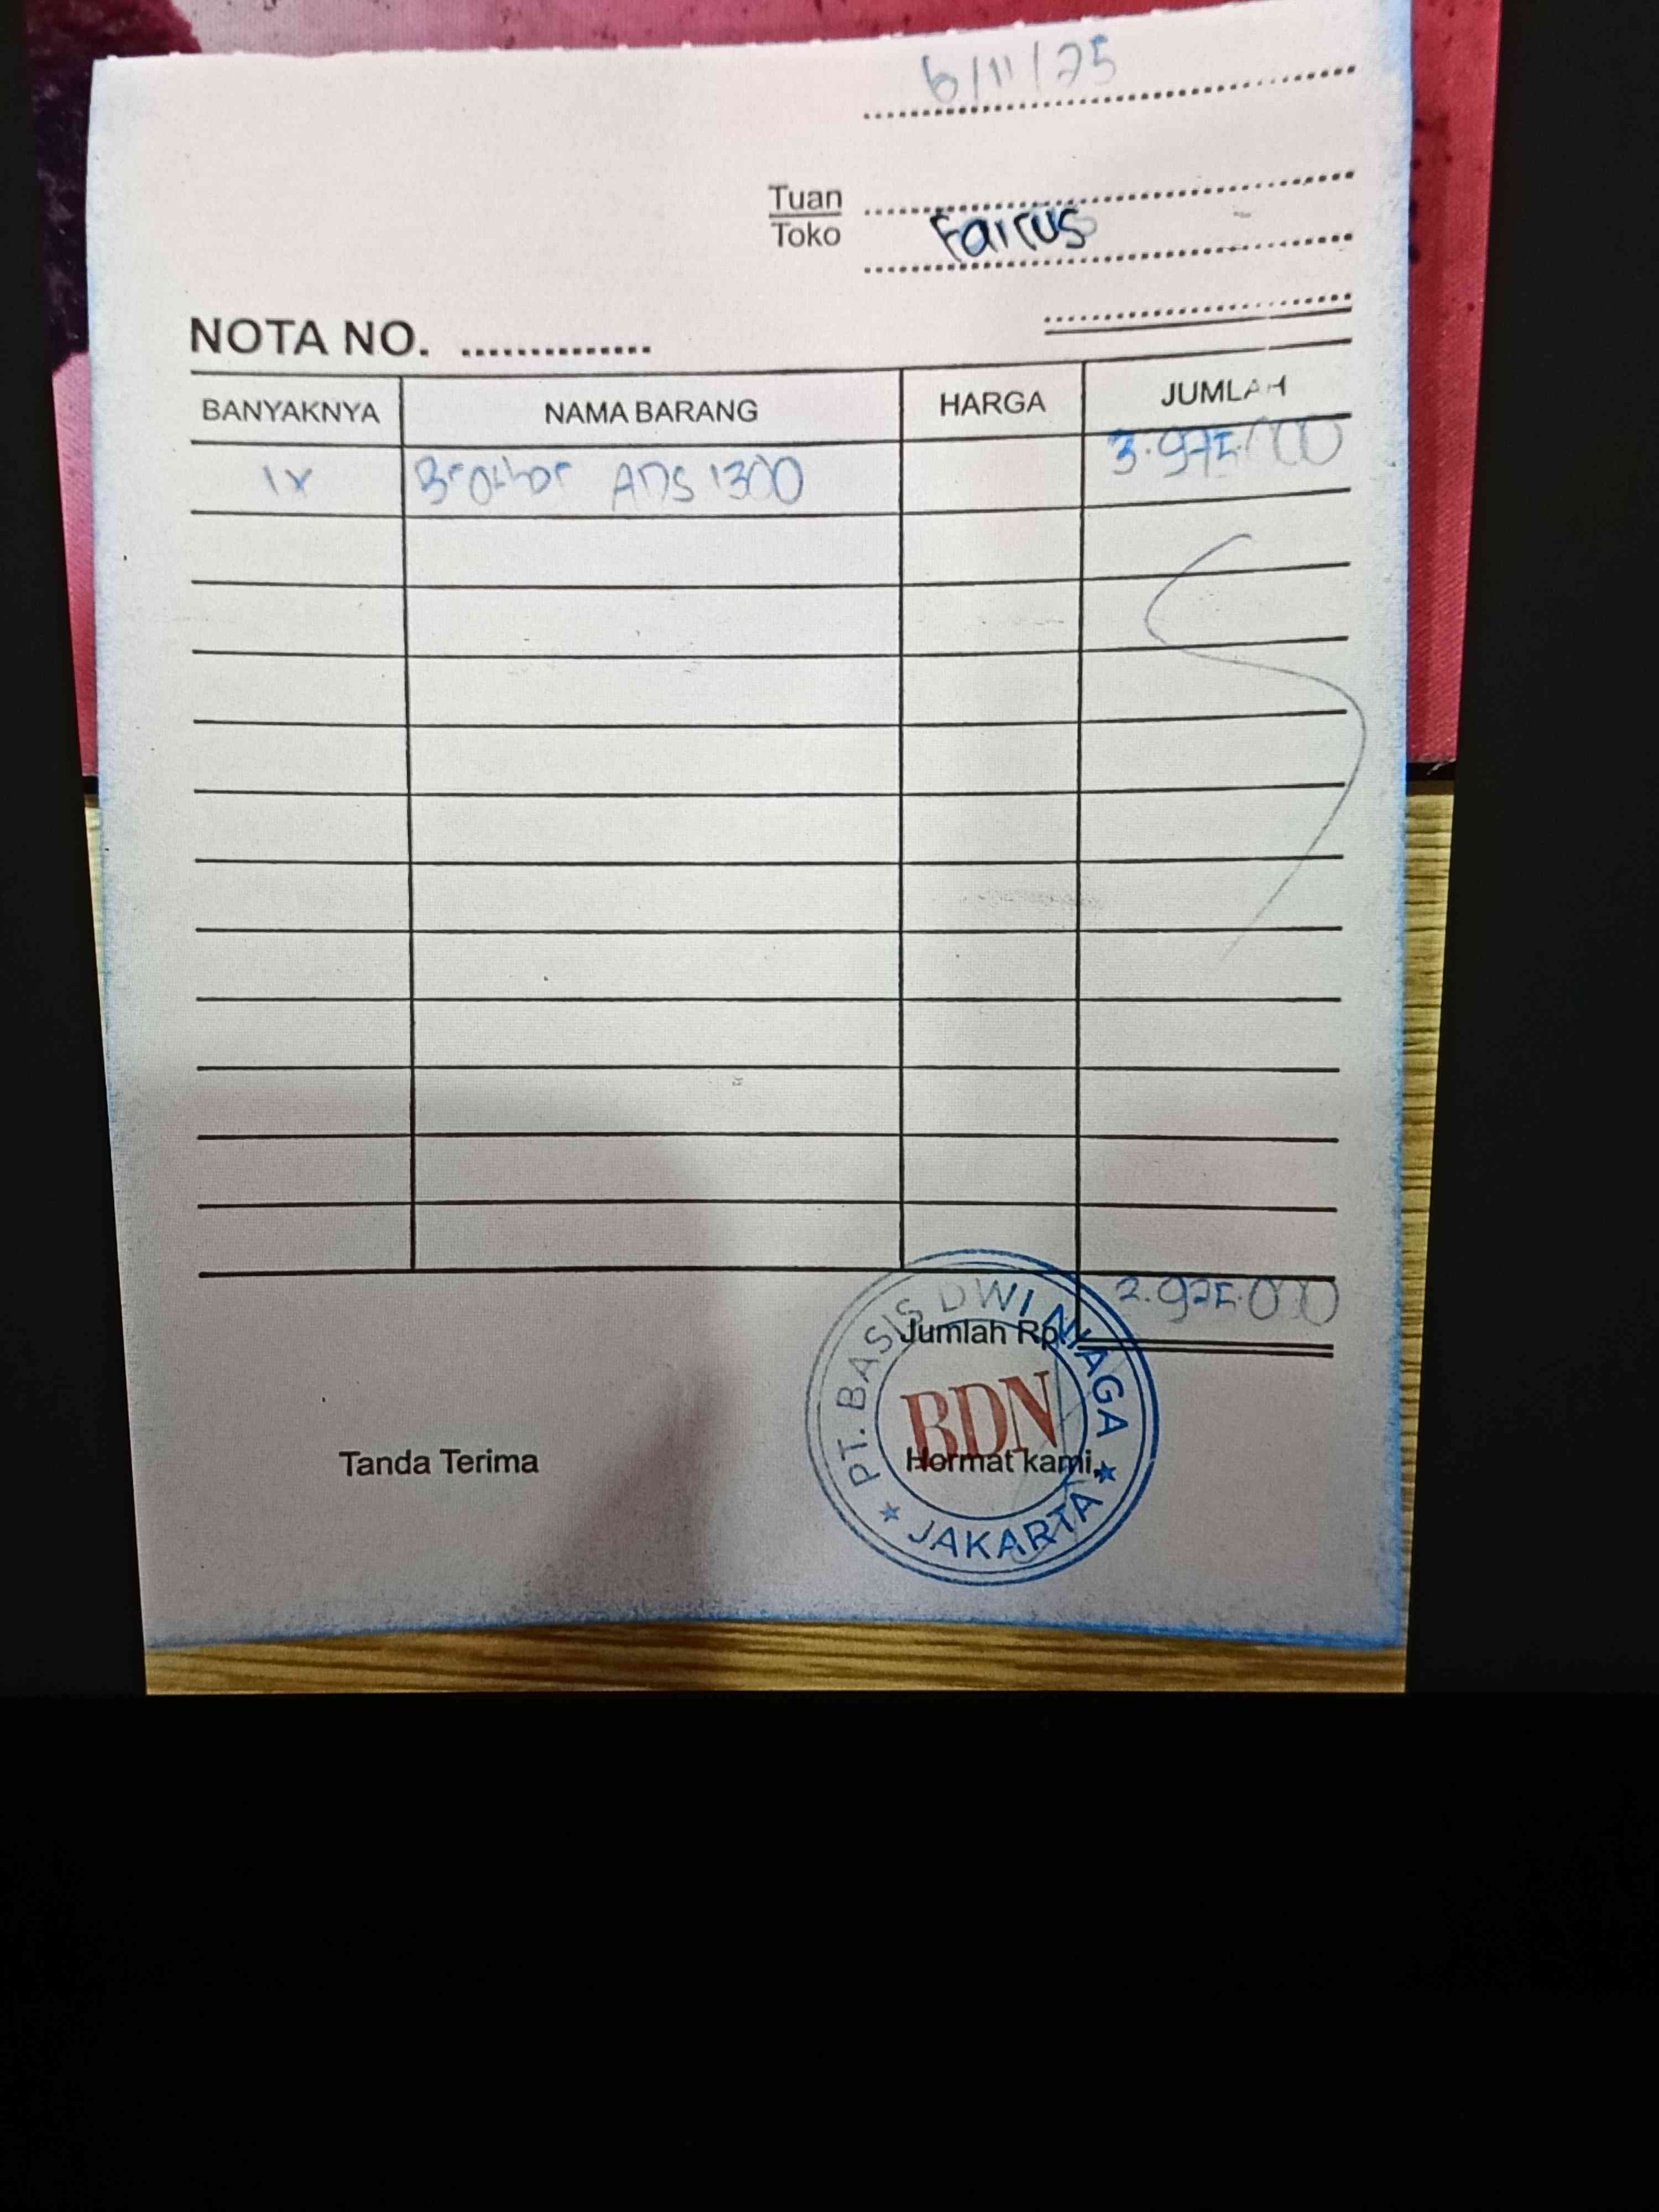 6/11/25
Tuan
Toko
Fairus
NOTA NO. ..............
BANYAKNYA NAMA BARANG HARGA JUMLAH
1x Brother ADS 1300 3.975.000
Jumlah Rp. 3.975.000
Tanda Terima Hormat kami,
PT. BASIS DWI NIAGA
BDN
★ JAKARTA ★